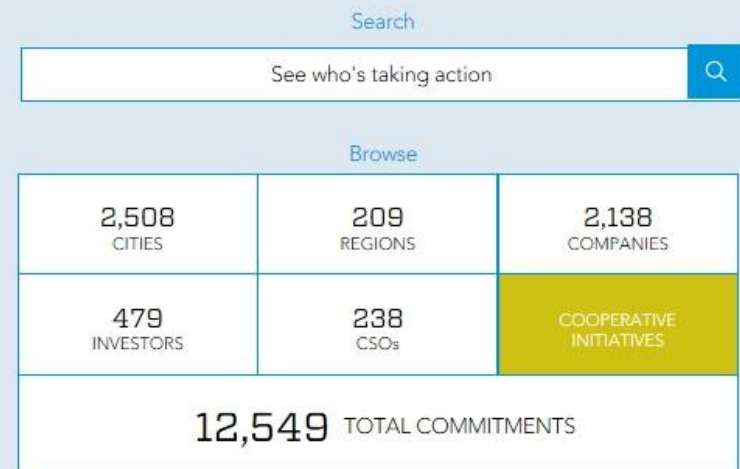 Search
See who's taking action
Browse
2,508
CITIES
209
REGIONS
2,138
COMPANIES
479
INVESTORS
238
CSOs
COOPERATIVE
INITIATIVES
12,549 TOTAL COMMITMENTS